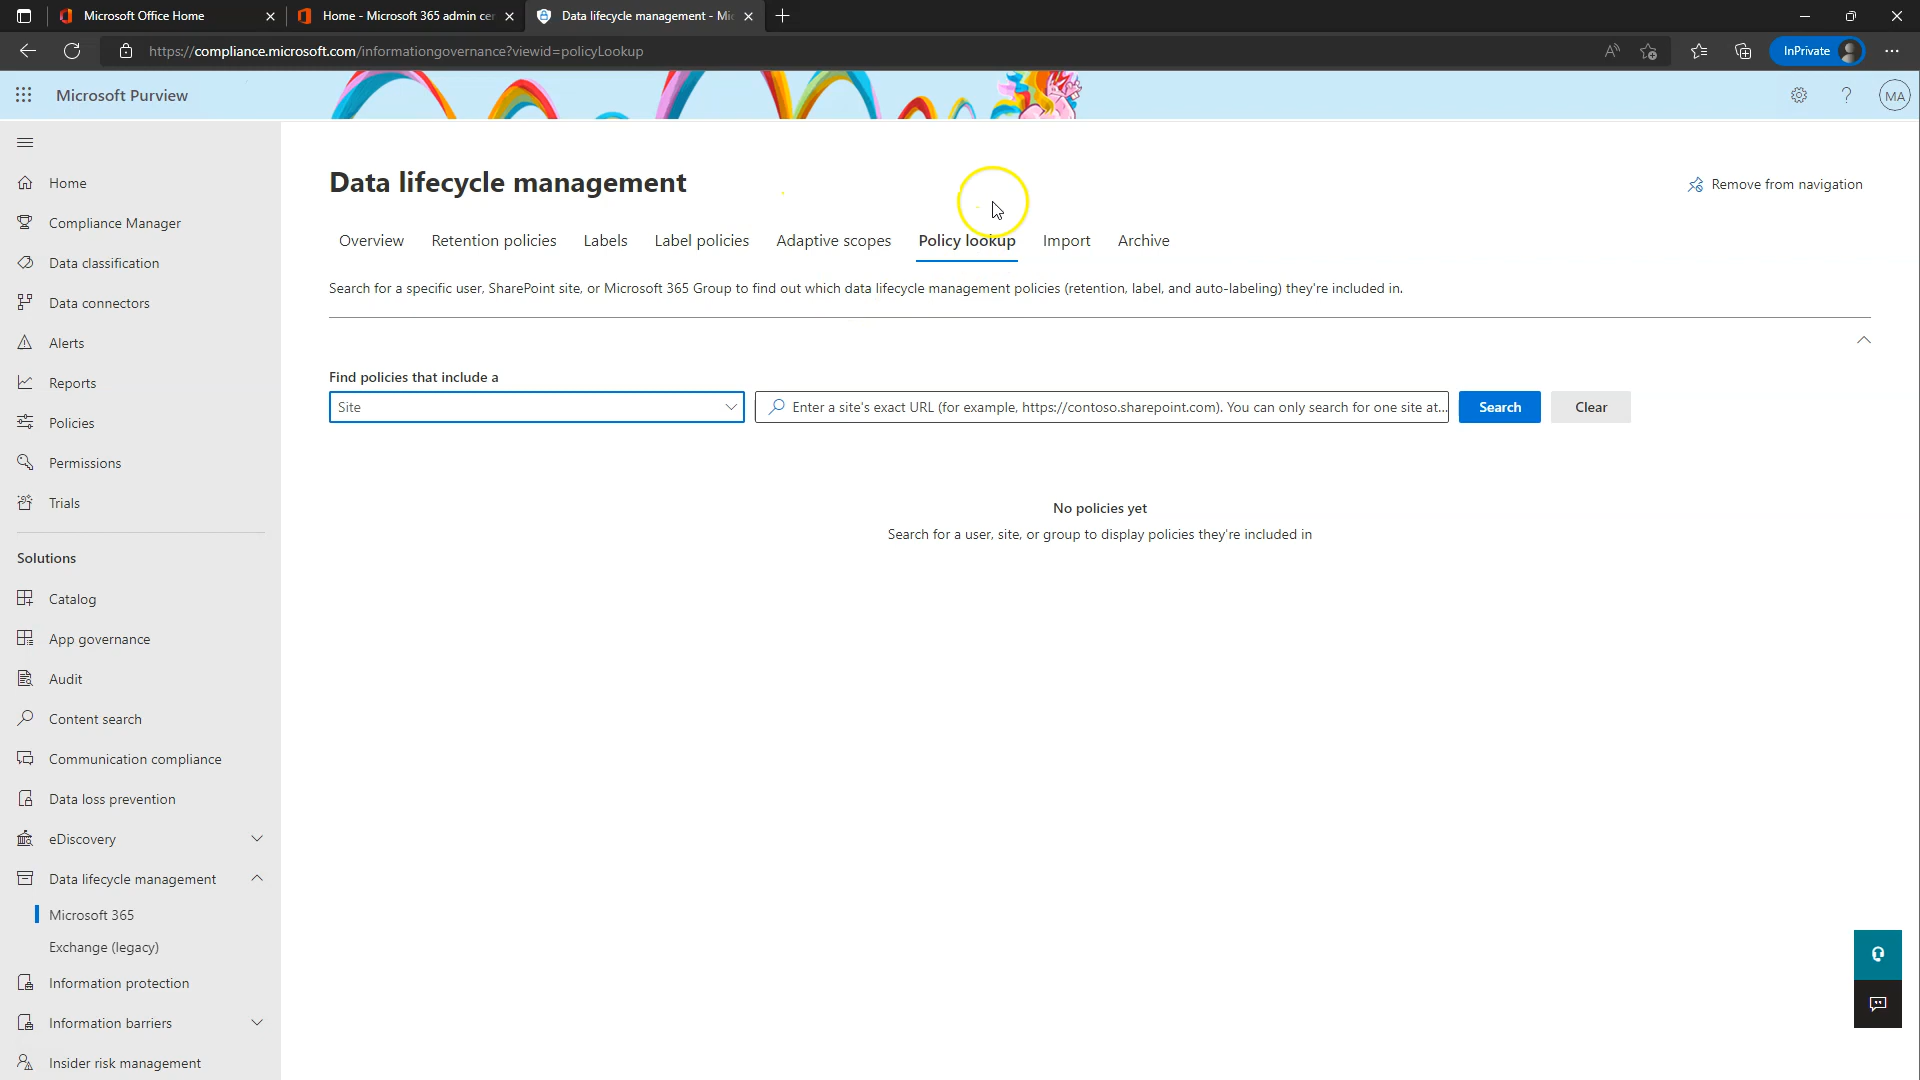 Microsoft Office Home
Home - Microsoft 365 admin cer
Data lifecycle management - Mi
https://compliance.microsoft.com/informationgovernance?viewid=policyLookup
InPrivate
Microsoft Purview
MA
Home
Compliance Manager
Data classification
Data connectors
Alerts
Reports
Policies
Permissions
Trials
Solutions
Catalog
App governance
Audit
Content search
Communication compliance
Data loss prevention
eDiscovery
Data lifecycle management
Microsoft 365
Exchange (legacy)
Information protection
Information barriers
Insider risk management
Data lifecycle management
Remove from navigation
Overview Retention policies Labels Label policies Adaptive scopes Policy lookup Import Archive
Search for a specific user, SharePoint site, or Microsoft 365 Group to find out which data lifecycle management policies (retention, label, and auto-labeling) they're included in.
Find policies that include a
Site
Enter a site's exact URL (for example, https://contoso.sharepoint.com). You can only search for one site at...
Search
Clear
No policies yet
Search for a user, site, or group to display policies they're included in